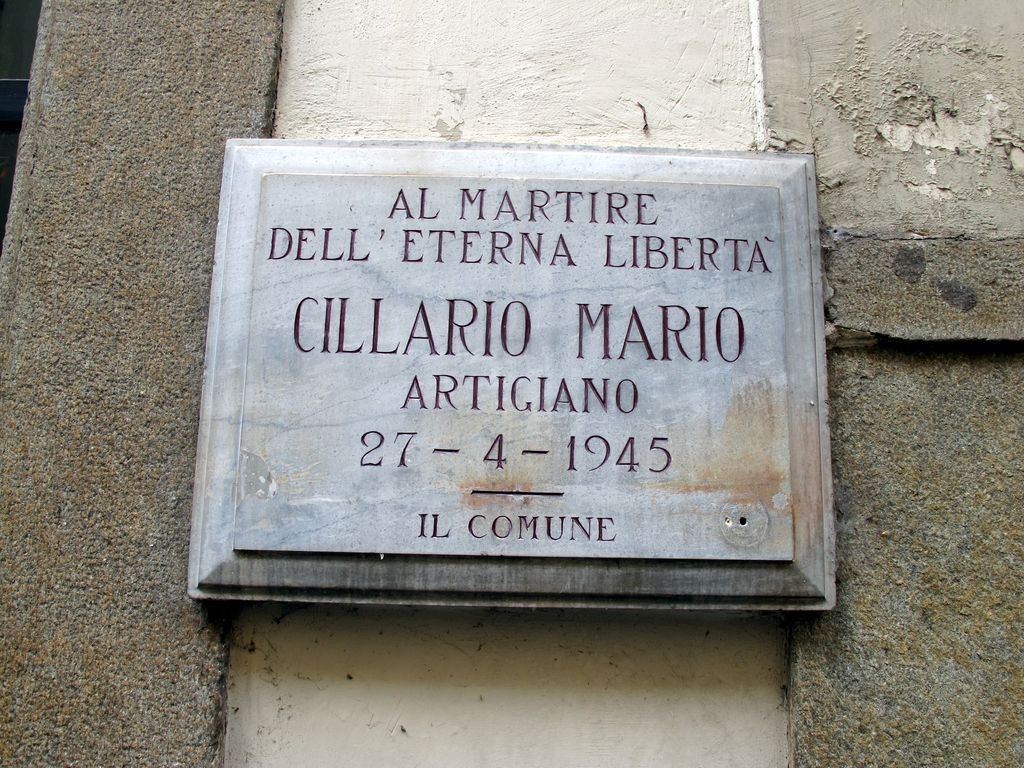 AL MARTIRE
DELL'ETERNA LIBERTÀ
CILLARIO MARIO
ARTIGIANO
27 - 4 - 1945
IL COMUNE